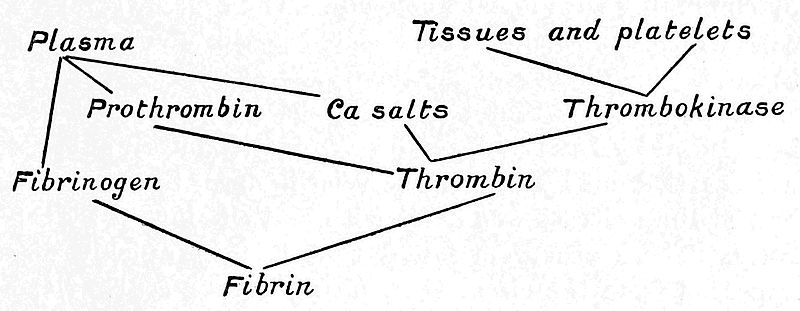 Tissues and platelets
Plasma
Prothrombin Ca salts Thrombokinase
Fibrinogen Thrombin
Fibrin